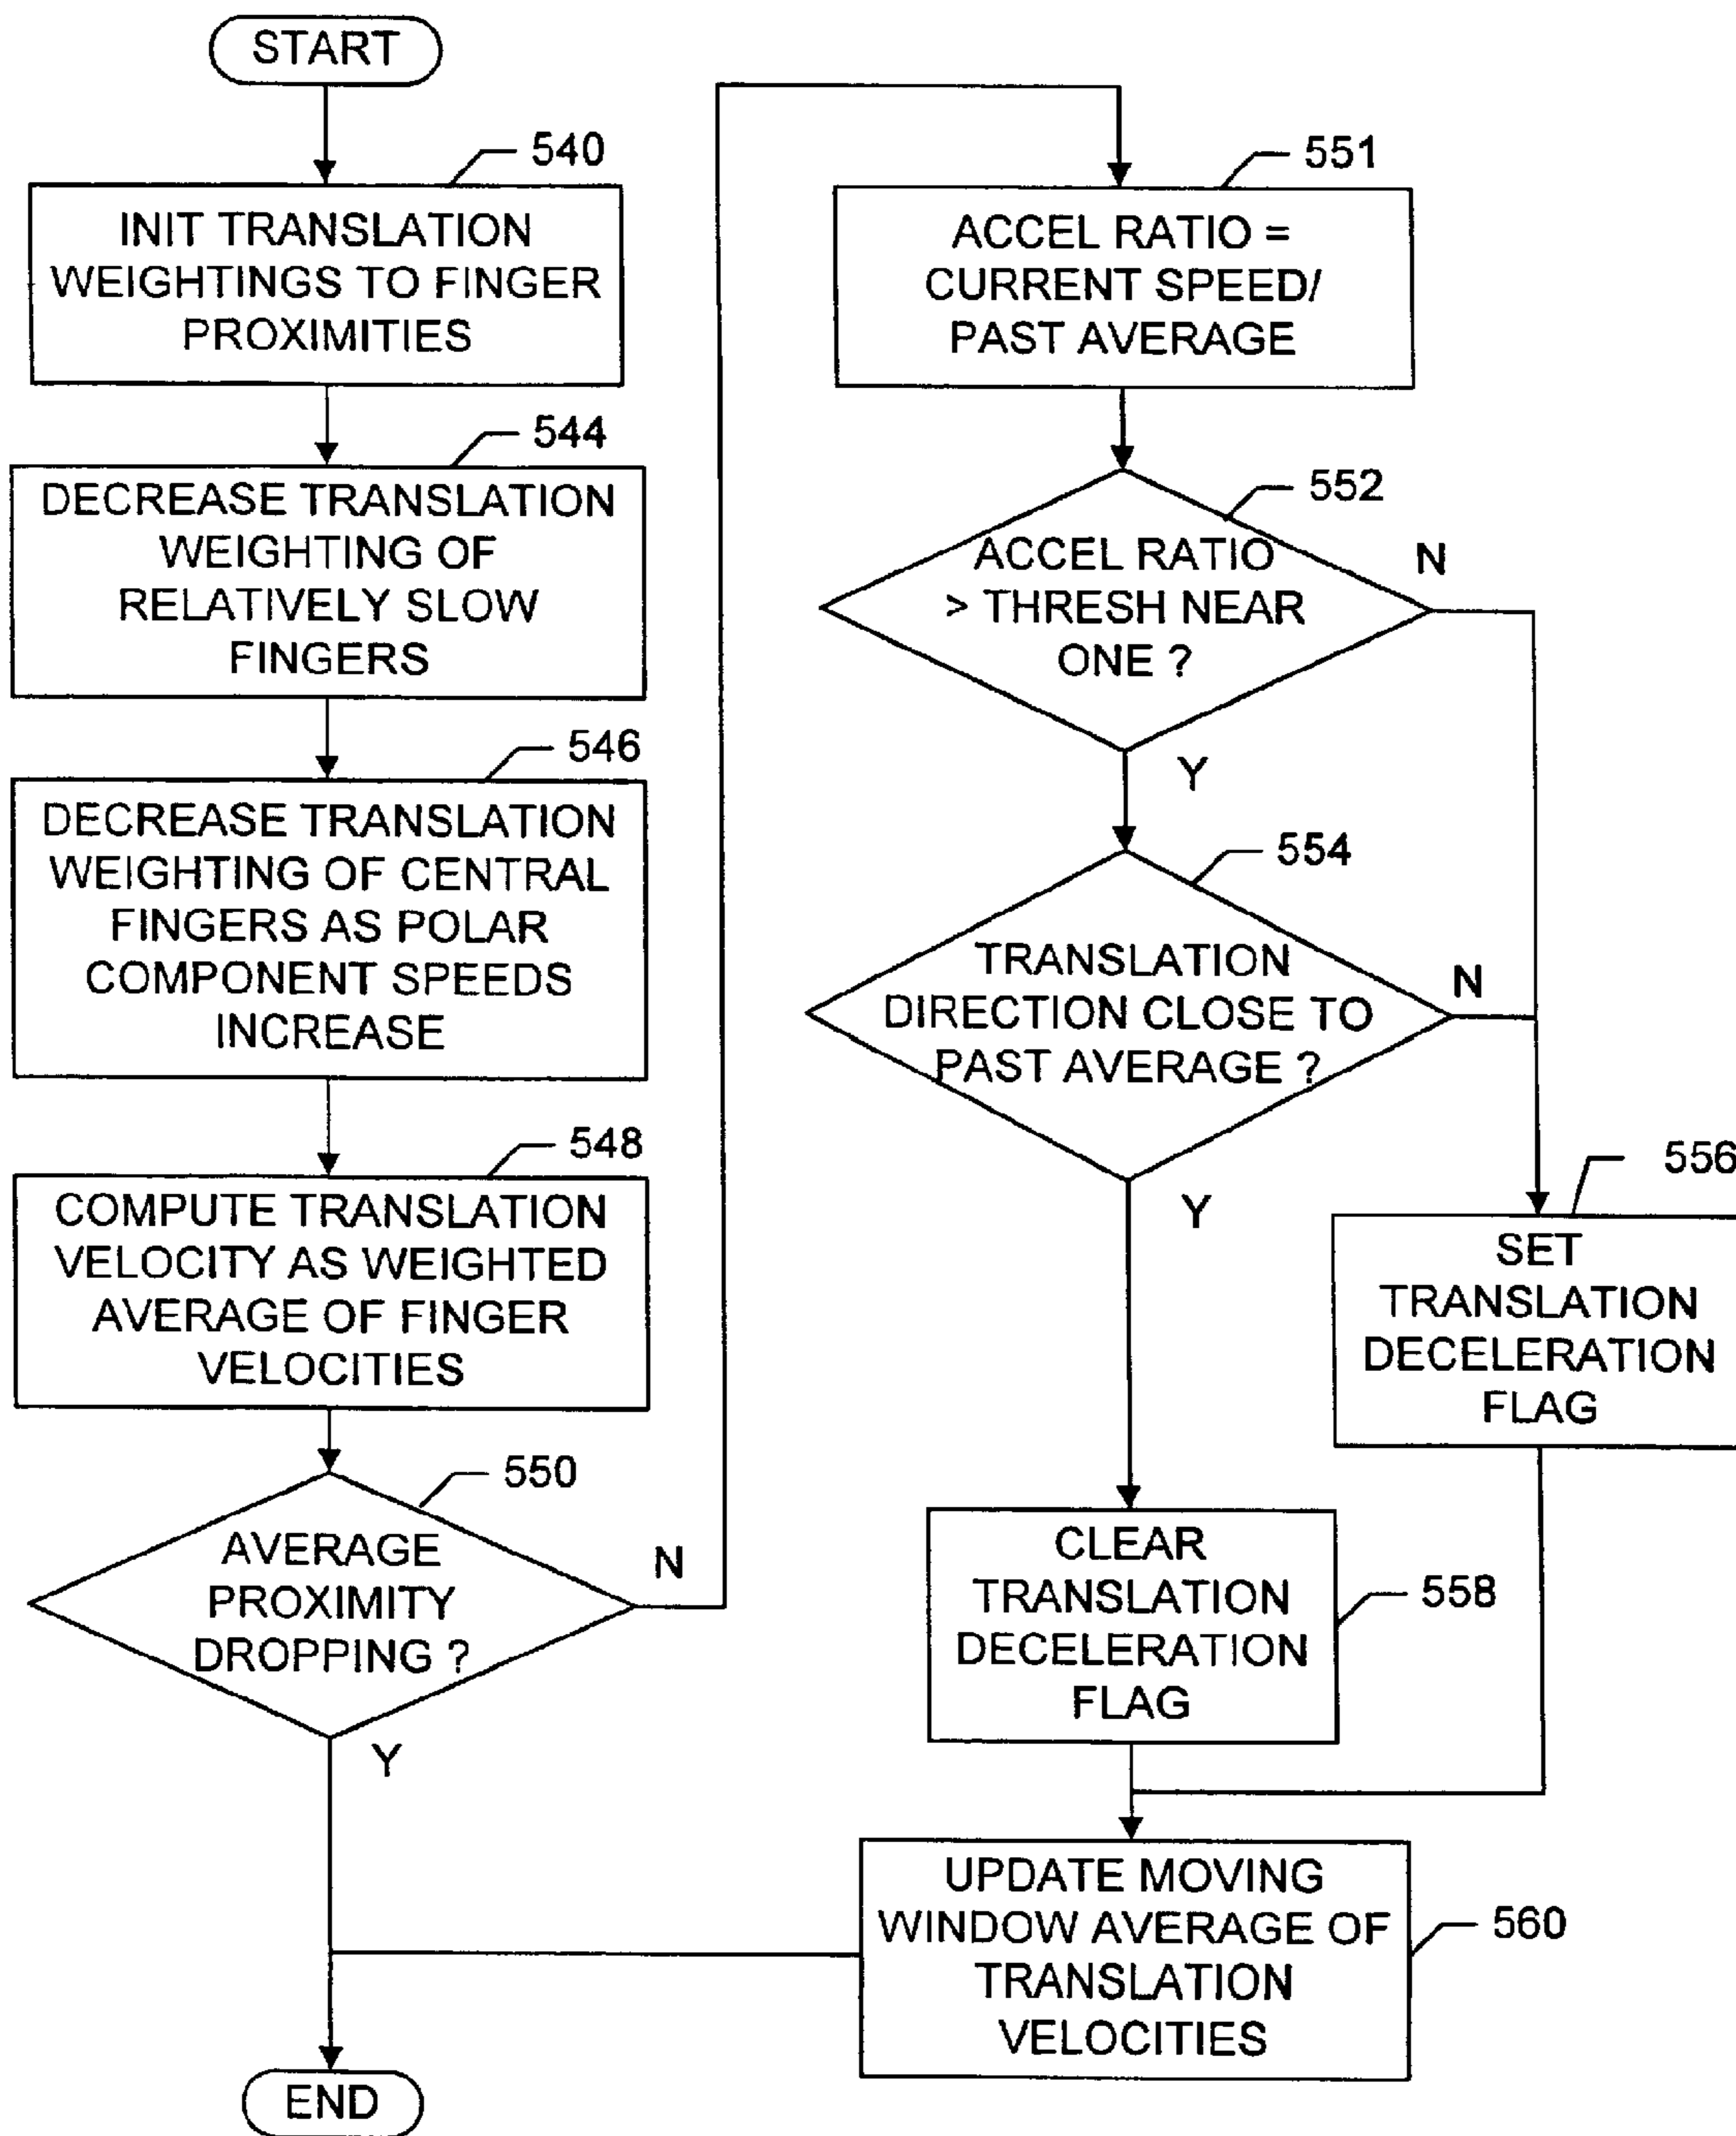 START
540
INIT TRANSLATION
WEIGHTINGS TO FINGER
PROXIMITIES
544
DECREASE TRANSLATION
WEIGHTING OF
RELATIVELY SLOW
FINGERS
546
DECREASE TRANSLATION
WEIGHTING OF CENTRAL
FINGERS AS POLAR
COMPONENT SPEEDS
INCREASE
548
COMPUTE TRANSLATION
VELOCITY AS WEIGHTED
AVERAGE OF FINGER
VELOCITIES
550
AVERAGE
PROXIMITY
DROPPING ?
N
Y
551
ACCEL RATIO =
CURRENT SPEED/
PAST AVERAGE
552
ACCEL RATIO
> THRESH NEAR
ONE ?
N
Y
554
TRANSLATION
DIRECTION CLOSE TO
PAST AVERAGE ?
N
Y
556
SET
TRANSLATION
DECELERATION
FLAG
558
CLEAR
TRANSLATION
DECELERATION
FLAG
560
UPDATE MOVING
WINDOW AVERAGE OF
TRANSLATION
VELOCITIES
END